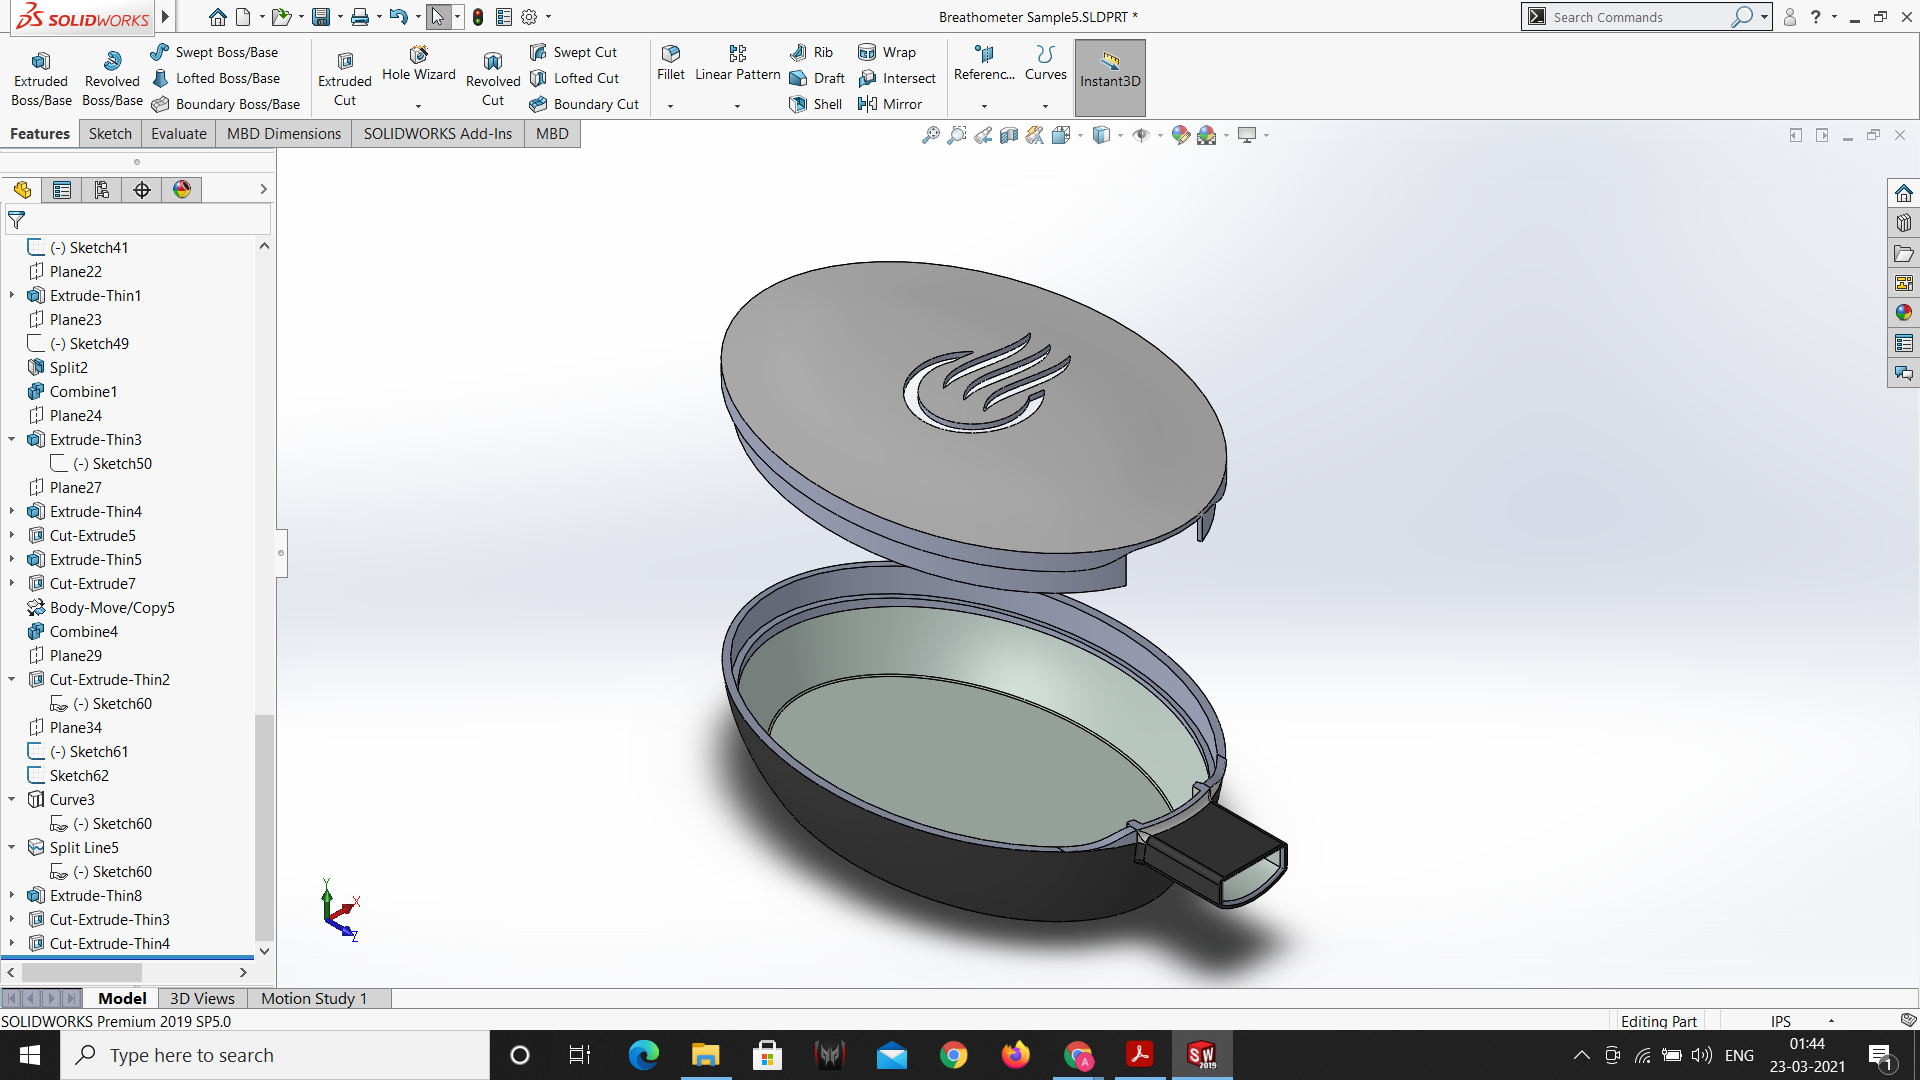 SOLIDWORKS
Breathometer Sample5.SLDPRT *
Search Commands
?
Extruded Boss/Base
Revolved Boss/Base
Swept Boss/Base
Lofted Boss/Base
Boundary Boss/Base
Extruded Cut
Hole Wizard
Revolved Cut
Swept Cut
Lofted Cut
Boundary Cut
Fillet
Linear Pattern
Rib
Draft
Shell
Wrap
Intersect
Mirror
Referenc...
Curves
Instant3D
Features
Sketch
Evaluate
MBD Dimensions
SOLIDWORKS Add-Ins
MBD
(-) Sketch41
Plane22
Extrude-Thin1
Plane23
(-) Sketch49
Split2
Combine1
Plane24
Extrude-Thin3
(-) Sketch50
Plane27
Extrude-Thin4
Cut-Extrude5
Extrude-Thin5
Cut-Extrude7
Body-Move/Copy5
Combine4
Plane29
Cut-Extrude-Thin2
(-) Sketch60
Plane34
(-) Sketch61
Sketch62
Curve3
(-) Sketch60
Split Line5
(-) Sketch60
Extrude-Thin8
Cut-Extrude-Thin3
Cut-Extrude-Thin4
Y
X
Z
Model
3D Views
Motion Study 1
SOLIDWORKS Premium 2019 SP5.0
Editing Part
IPS
Type here to search
A
SW
2019
ENG
01:44
23-03-2021
1